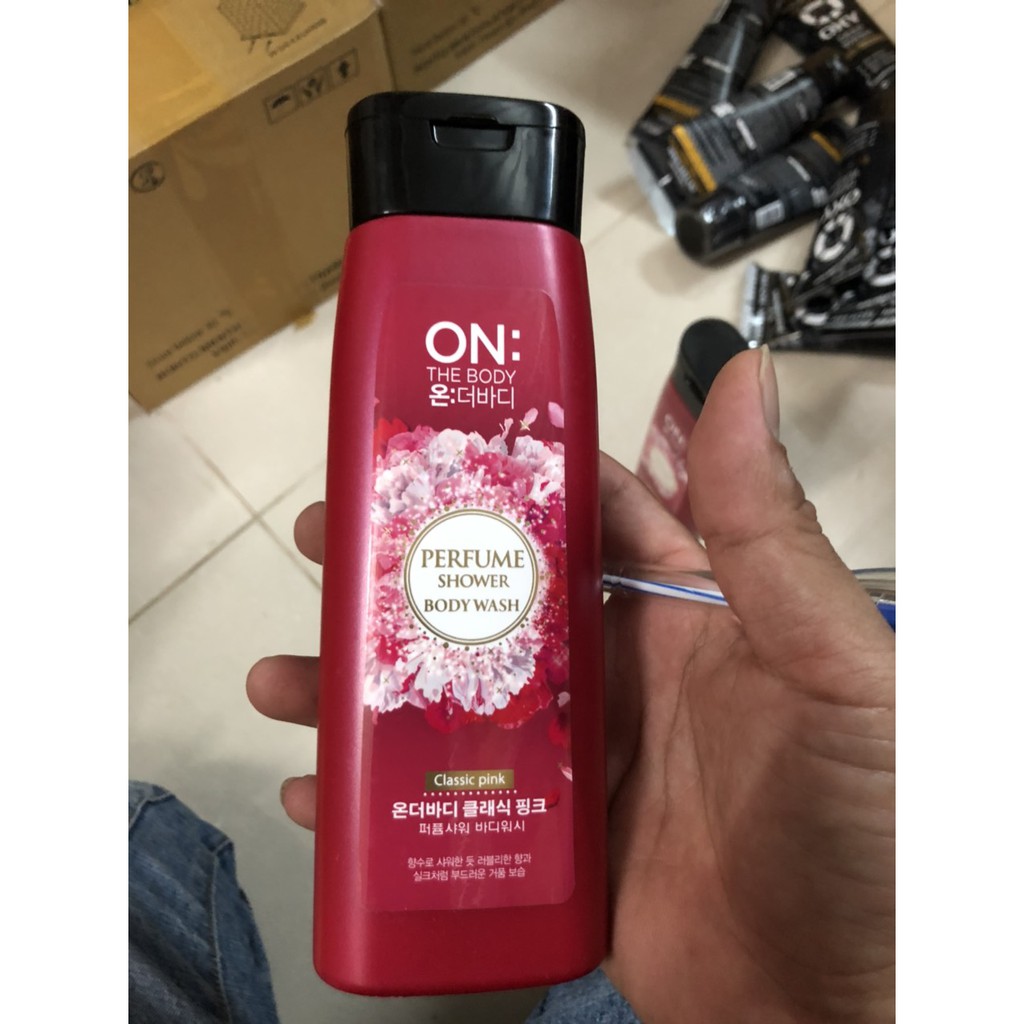 ON:
THE BODY
온:더바디
PERFUME
SHOWER
BODY WASH
Classic pink
온더바디 클래식 핑크
퍼퓸샤워 바디워시
향수로 샤워한 듯 러블리한 향과
실크처럼 부드러운 거품 보습
OXY